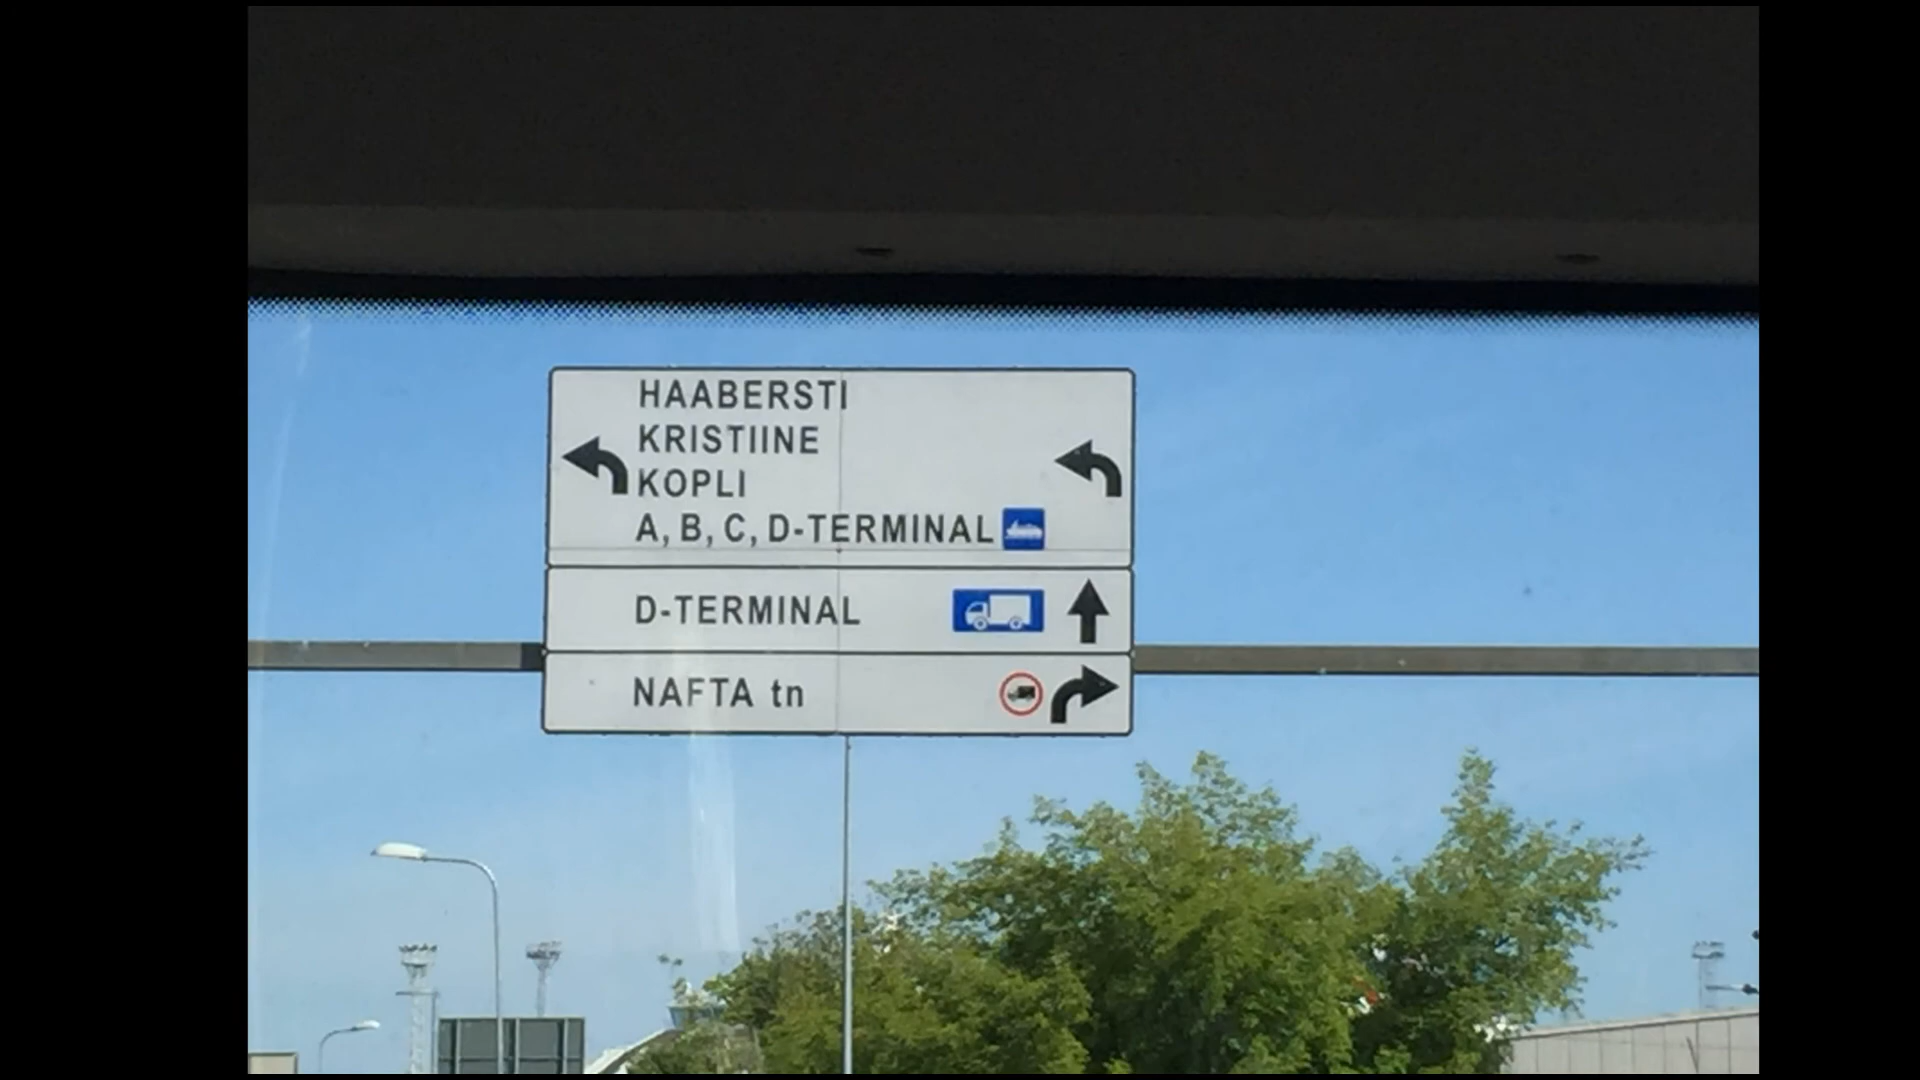 HAABERSTI
KRISTIINE
KOPLI
A, B, C, D-TERMINAL
D-TERMINAL
NAFTA tn